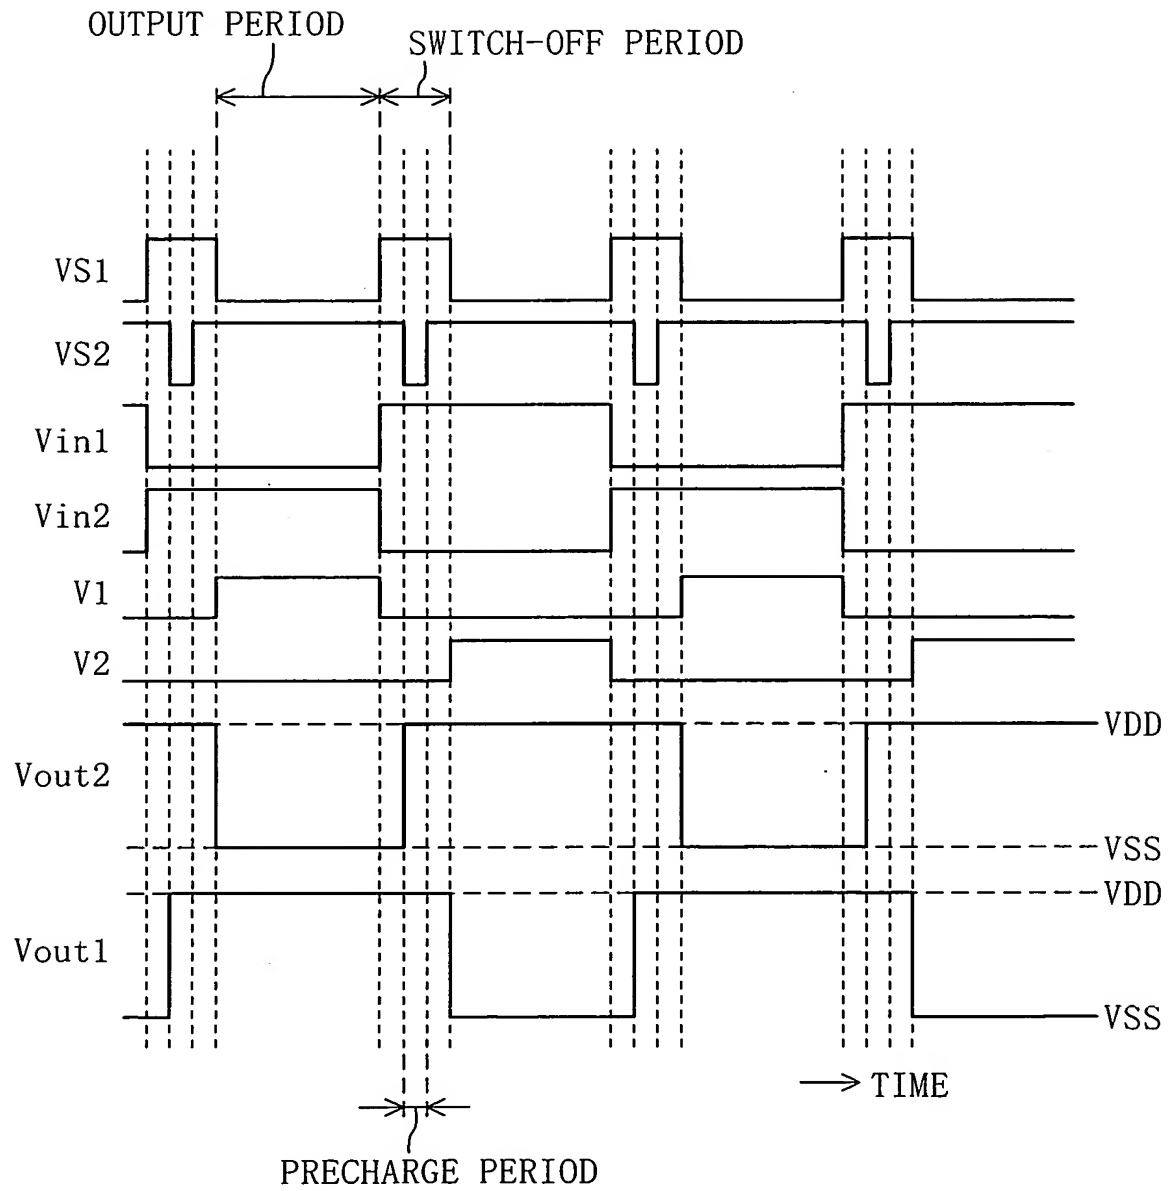 OUTPUT PERIOD
SWITCH-OFF PERIOD
VS1
VS2
Vin1
Vin2
V1
V2
VDD
Vout2
VSS
VDD
Vout1
VSS
TIME
PRECHARGE PERIOD